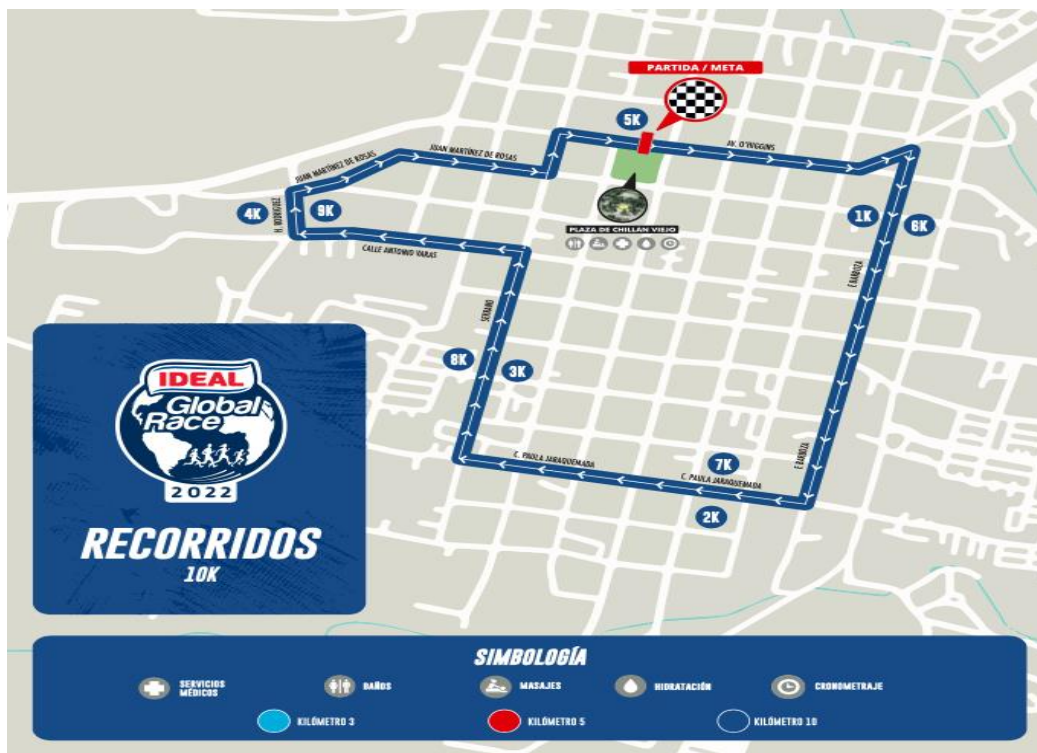 PARTIDA / META
5K
AV. O'HIGGINS
JUAN MARTÍNEZ DE ROSAS
JUAN MARTÍNEZ DE ROSAS
4K
H. RODRIGUEZ
9K
PLAZA DE CHILLÁN VIEJO
1K
6K
CALLE ANTONIO VARAS
F BARBOZA
SERRANO
8K
3K
IDEAL
Global
Race
2022
RECORRIDOS
10K
C. PAULA JARAQUEMADA
7K
C. PAULA JARAQUEMADA
F BARBOZA
2K
SIMBOLOGÍA
SERVICIOS
MÉDICOS
BAÑOS
MASAJES
HIDRATACIÓN
CRONOMETRAJE
KILÓMETRO 3
KILÓMETRO 5
KILÓMETRO 10